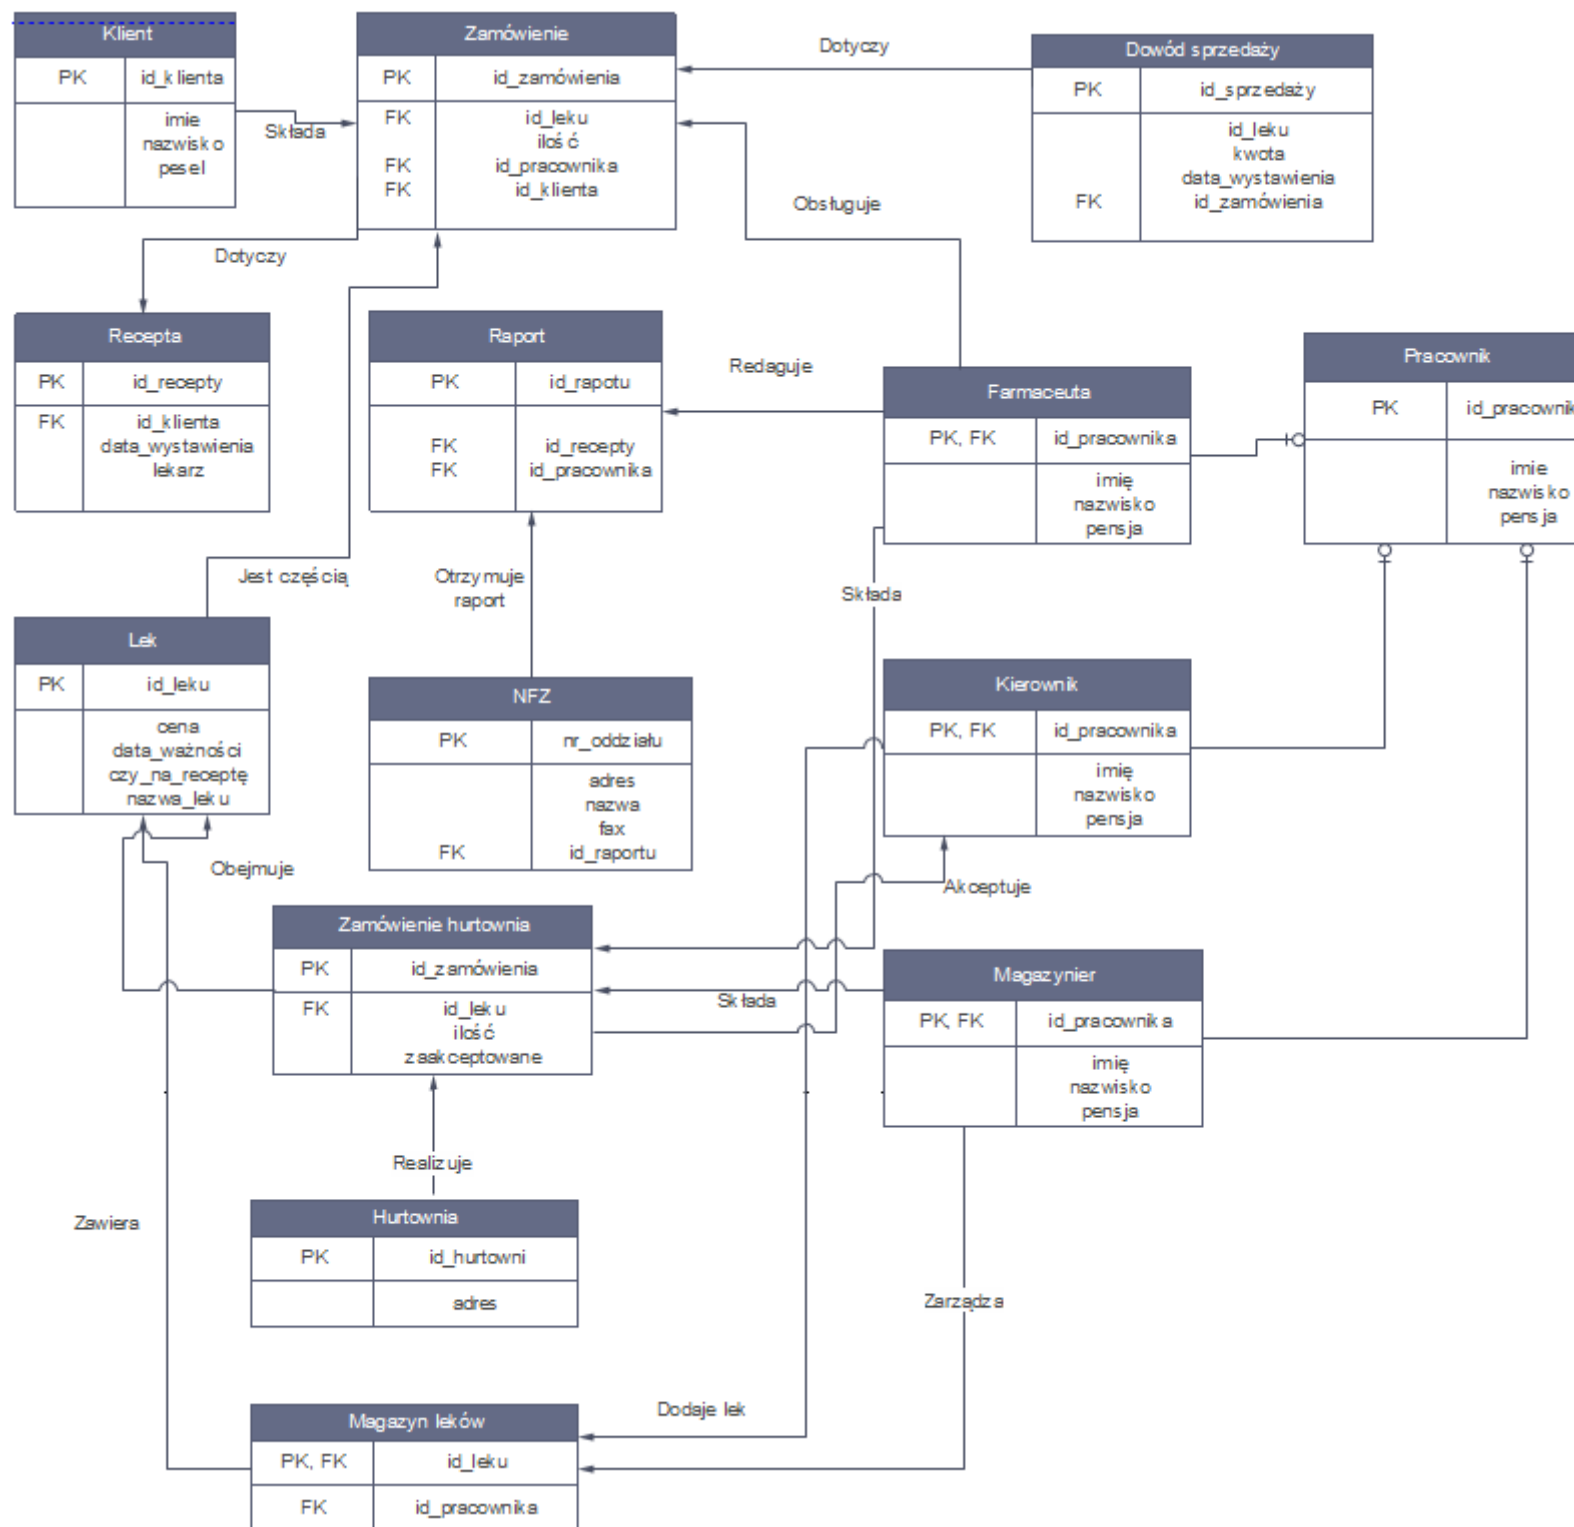 Klient
PK id_klienta
imie
nazwisko
pesel
Składa
Zamówienie
PK id_zamówienia
FK id_leku
ilość
FK id_pracownika
FK id_klienta
Dotyczy
Dowód sprzedaży
PK id_sprzedaży
id_leku
kwota
data_wystawienia
FK id_zamówienia
Obsługuje
Dotyczy
Recepta
PK id_recepty
FK id_klienta
data_wystawienia
lekarz
Raport
PK id_rapotu
FK id_recepty
FK id_pracownika
Redaguje
Farmaceuta
PK, FK id_pracownika
imię
nazwisko
pensja
Pracownik
PK id_pracownik
imie
nazwisko
pensja
Jest częścią
Otrzymuje
raport
Składa
Lek
PK id_leku
cena
data_ważności
czy_na_receptę
nazwa_leku
NFZ
PK nr_oddziału
adres
nazwa
fax
FK id_raportu
Kierownik
PK, FK id_pracownika
imię
nazwisko
pensja
Obejmuje
Akceptuje
Zamówienie hurtownia
PK id_zamówienia
FK id_leku
ilość
zaakceptowane
Składa
Magazynier
PK, FK id_pracownika
imię
nazwisko
pensja
Realizuje
Zawiera
Hurtownia
PK id_hurtowni
adres
Zarządza
Dodaje lek
Magazyn leków
PK, FK id_leku
FK id_pracownika